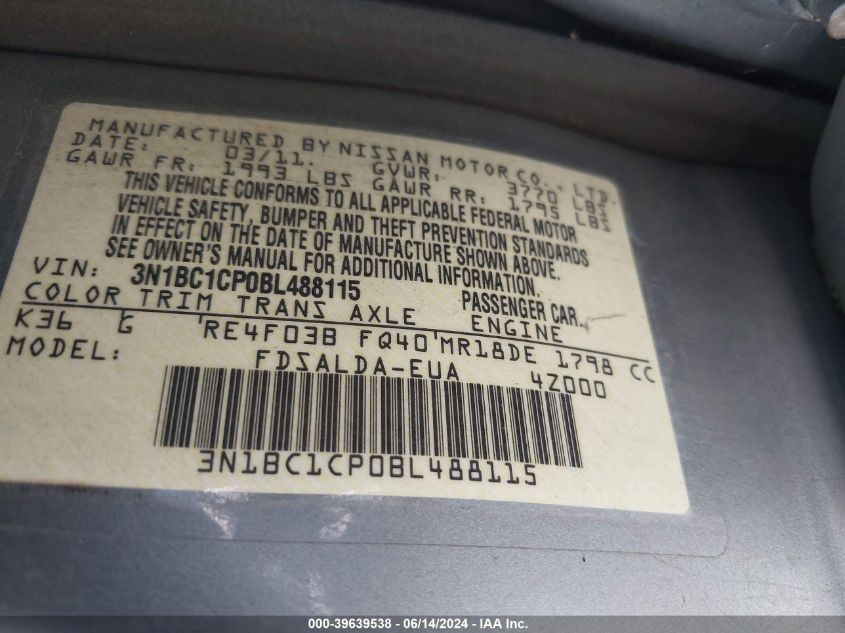 MANUFACTURED BY NISSAN MOTOR CO., LTD.
DATE: 03/11. GVWR: 3770 LBS
GAWR FR: 1993 LBS GAWR RR: 1795 LBS
THIS VEHICLE CONFORMS TO ALL APPLICABLE FEDERAL MOTOR
VEHICLE SAFETY, BUMPER AND THEFT PREVENTION STANDARDS
IN EFFECT ON THE DATE OF MANUFACTURE SHOWN ABOVE.
SEE OWNER'S MANUAL FOR ADDITIONAL INFORMATION.
VIN: 3N1BC1CP0BL488115 PASSENGER CAR
COLOR TRIM TRANS AXLE ENGINE
K36 G 'RE4F03B FQ40'MR18DE 1798 CC
MODEL: FDSALDA-EUA 4Z000
3N1BC1CP0BL488115
000-39639538 - 06/14/2024 - IAA Inc.